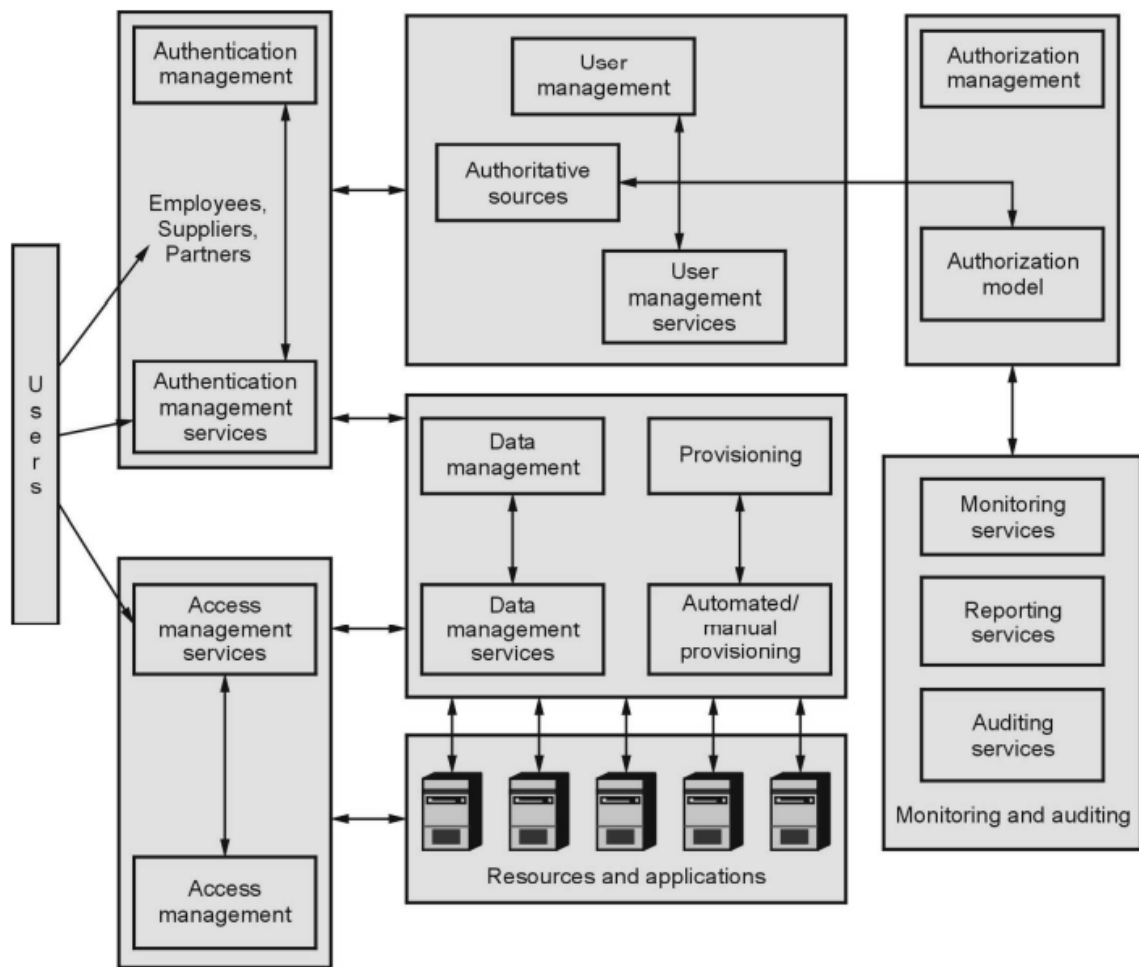 Authentication
management
Employees,
Suppliers,
Partners
Authentication
management
services
Users
User
management
Authoritative
sources
User
management
services
Authorization
management
Authorization
model
Data
management
Provisioning
Data
management
services
Automated/
manual
provisioning
Monitoring
services
Reporting
services
Auditing
services
Monitoring and auditing
Access
management
services
Access
management
Resources and applications